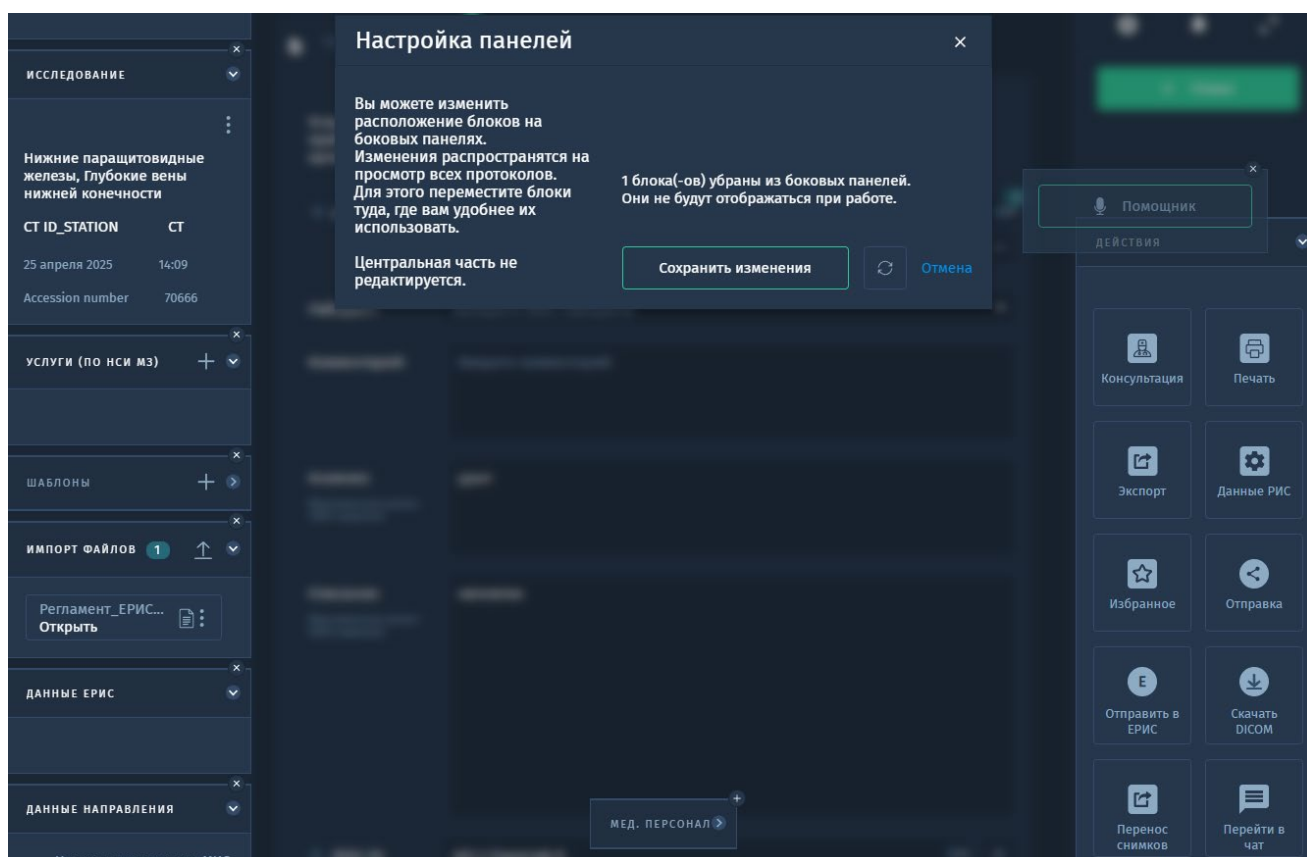 Настройка панелей
Вы можете изменить
расположение блоков на
боковых панелях.
Изменения распространятся на
просмотр всех протоколов.
Для этого переместите блоки
туда, где вам удобнее их
использовать.
Центральная часть не
редактируется.
1 блока(-ов) убраны из боковых панелей.
Они не будут отображаться при работе.
Сохранить изменения
Отмена
ИССЛЕДОВАНИЕ
Нижние паращитовидные
железы, Глубокие вены
нижней конечности
CT ID_STATION CT
25 апреля 2025 14:09
Accession number 70666
УСЛУГИ (ПО НСИ МЗ)
ШАБЛОНЫ
ИМПОРТ ФАЙЛОВ 1
Регламент_ЕРИС...
Открыть
ДАННЫЕ ЕРИС
ДАННЫЕ НАПРАВЛЕНИЯ
МЕД. ПЕРСОНАЛ
Помощник
ДЕЙСТВИЯ
Консультация
Печать
Экспорт
Данные РИС
Избранное
Отправка
E
Отправить в
ЕРИС
Скачать
DICOM
Перенос
снимков
Перейти в
чат